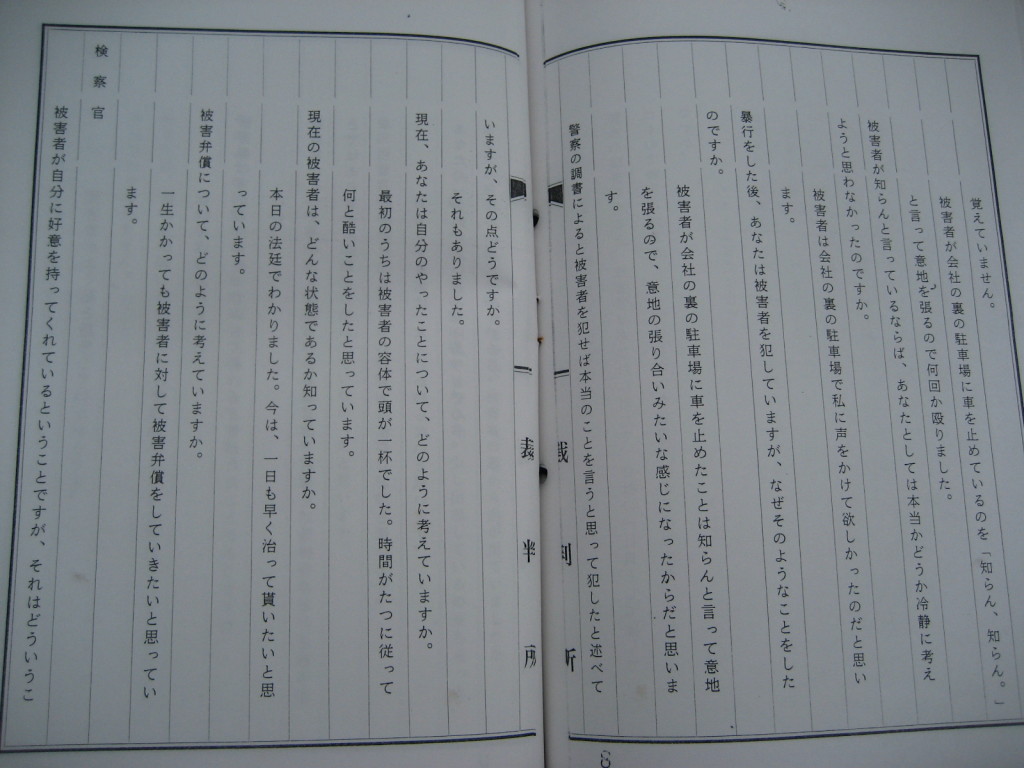 覚えていません。
被害者が会社の裏の駐車場に車を止めているのを「知らん、知らん。」
と言って意地を張るので何回か殴りました。
被害者が知らんと言っているならば、あなたとしては本当かどうか冷静に考え
ようと思わなかったのですか。
被害者は会社の裏の駐車場で私に声をかけて欲しかったのだと思い
ます。
暴行をした後、あなたは被害者を犯していますが、なぜそのようなことをした
のですか。
被害者が会社の裏の駐車場に車を止めたことは知らんと言って意地
を張るので、意地の張り合いみたいな感じになったからだと思いま
す。
警察の調書によると被害者を犯せば本当のことを言うと思って犯したと述べて
裁判所
8
いますが、その点どうですか。
それもありました。
現在、あなたは自分のやったことについて、どのように考えていますか。
最初のうちは被害者の容体で頭が一杯でした。時間がたつに従って
何と酷いことをしたと思っています。
現在の被害者は、どんな状態であるか知っていますか。
本日の法廷でわかりました。今は、一日も早く治って貰いたいと思
っています。
被害弁償について、どのように考えていますか。
一生かかっても被害者に対して被害弁償をしていきたいと思ってい
ます。
検察官
被害者が自分に好意を持ってくれているということですが、それはどういうこ
裁判所